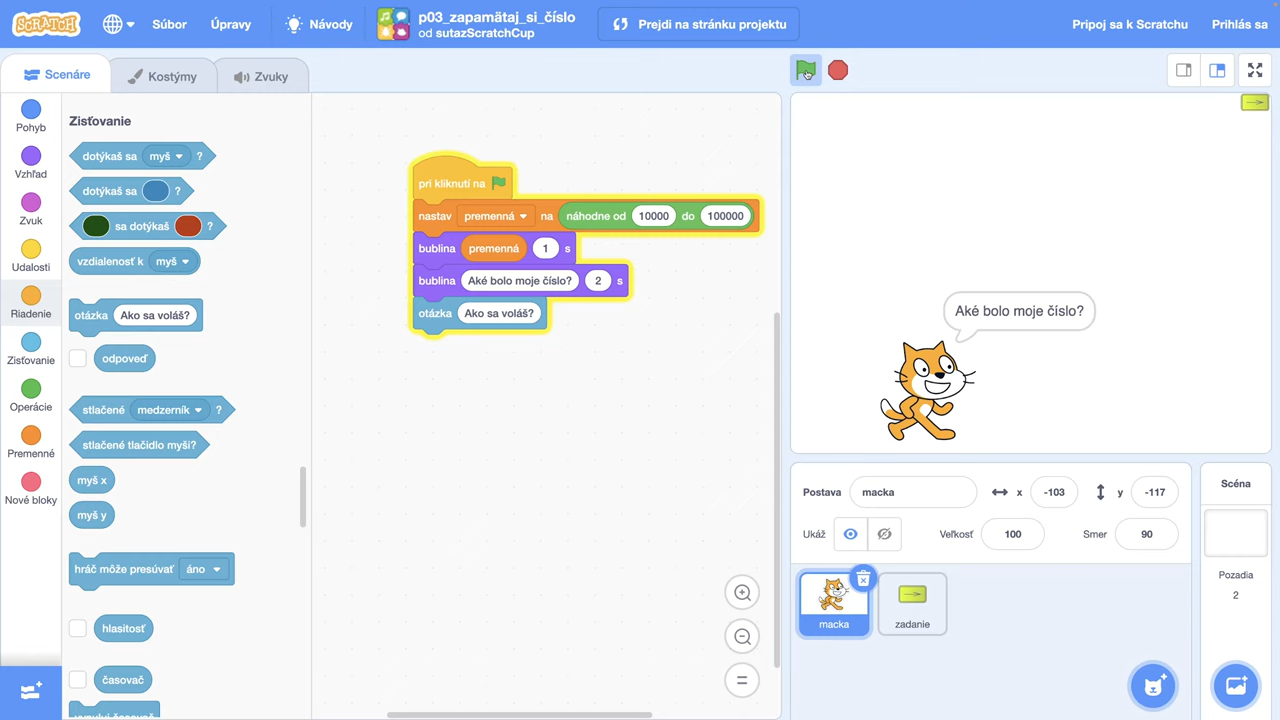 SCRATCH
Súbor
Úpravy
Návody
p03_zapamätaj_si_číslo
od sutazScratchCup
Prejdi na stránku projektu
Pripoj sa k Scratchu
Prihlás sa
Scenáre
Kostýmy
Zvuky
Pohyb
Vzhľad
Zvuk
Udalosti
Riadenie
Zisťovanie
Operácie
Premenné
Nové bloky
Zisťovanie
dotýkaš sa myš ?
dotýkaš sa ?
sa dotýkaš ?
vzdialenosť k myš
otázka Ako sa voláš?
odpoveď
stlačené medzerník ?
stlačené tlačidlo myši?
myš x
myš y
hráč môže presúvať áno
hlasitosť
časovač
pri kliknutí na
nastav premenná na náhodne od 10000 do 100000
bublina premenná 1 s
bublina Aké bolo moje číslo? 2 s
otázka Ako sa voláš?
Aké bolo moje číslo?
Postava macka x -103 y -117
Ukáž Veľkosť 100 Smer 90
macka
zadanie
Scéna
Pozadia
2